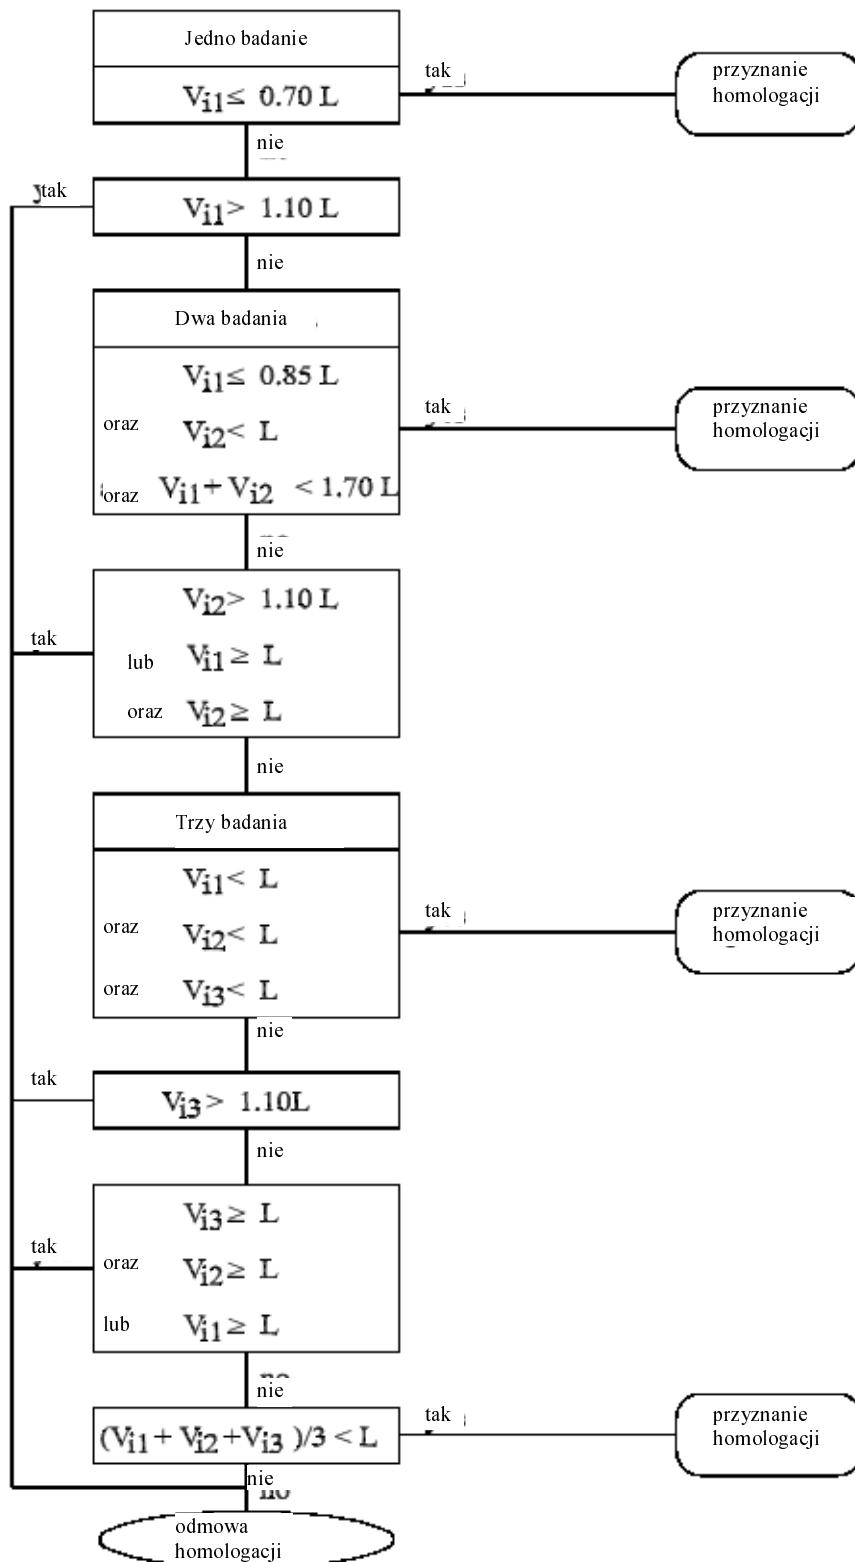 Jedno badanie
Vi1 ≤ 0.70 L
tak
przyznanie
homologacji
nie
tak
Vi1 > 1.10 L
nie
Dwa badania
Vi1 ≤ 0.85 L
oraz Vi2 < L
oraz Vi1 + Vi2 < 1.70 L
tak
przyznanie
homologacji
nie
Vi2 > 1.10 L
tak
lub Vi1 ≥ L
oraz Vi2 ≥ L
nie
Trzy badania
Vi1 < L
oraz Vi2 < L
oraz Vi3 < L
tak
przyznanie
homologacji
nie
tak
Vi3 > 1.10L
nie
Vi3 ≥ L
tak
oraz Vi2 ≥ L
lub Vi1 ≥ L
nie
(Vi1 + Vi2 +Vi3 )/3 < L
tak
przyznanie
homologacji
nie
odmowa
homologacji